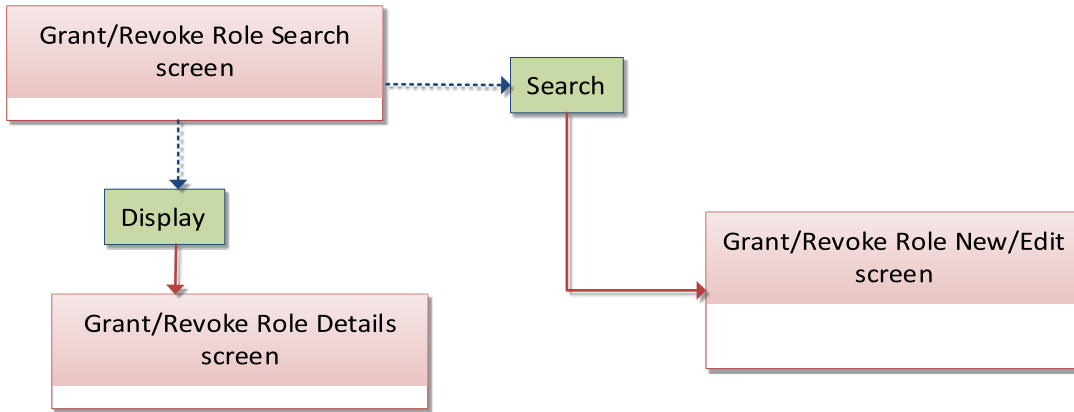 Grant/Revoke Role Search
screen
Search
Display
Grant/Revoke Role New/Edit
screen
Grant/Revoke Role Details
screen